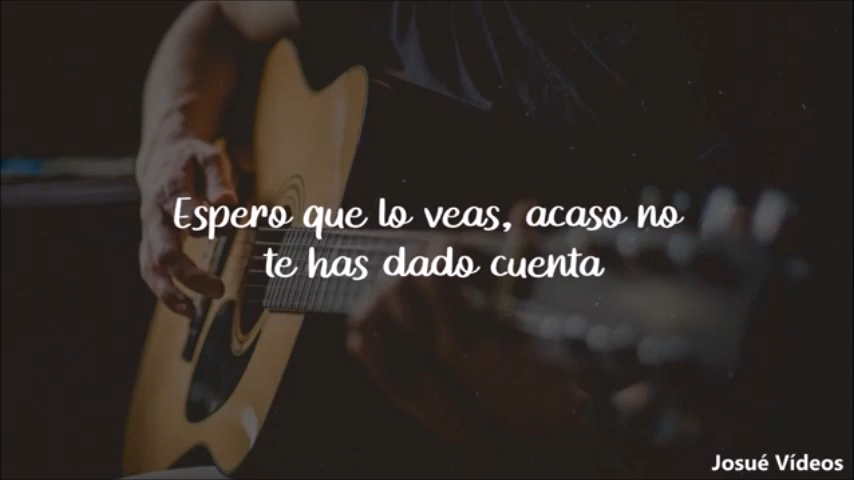 Espero que lo veas, acaso no
te has dado cuenta
Josué Vídeos